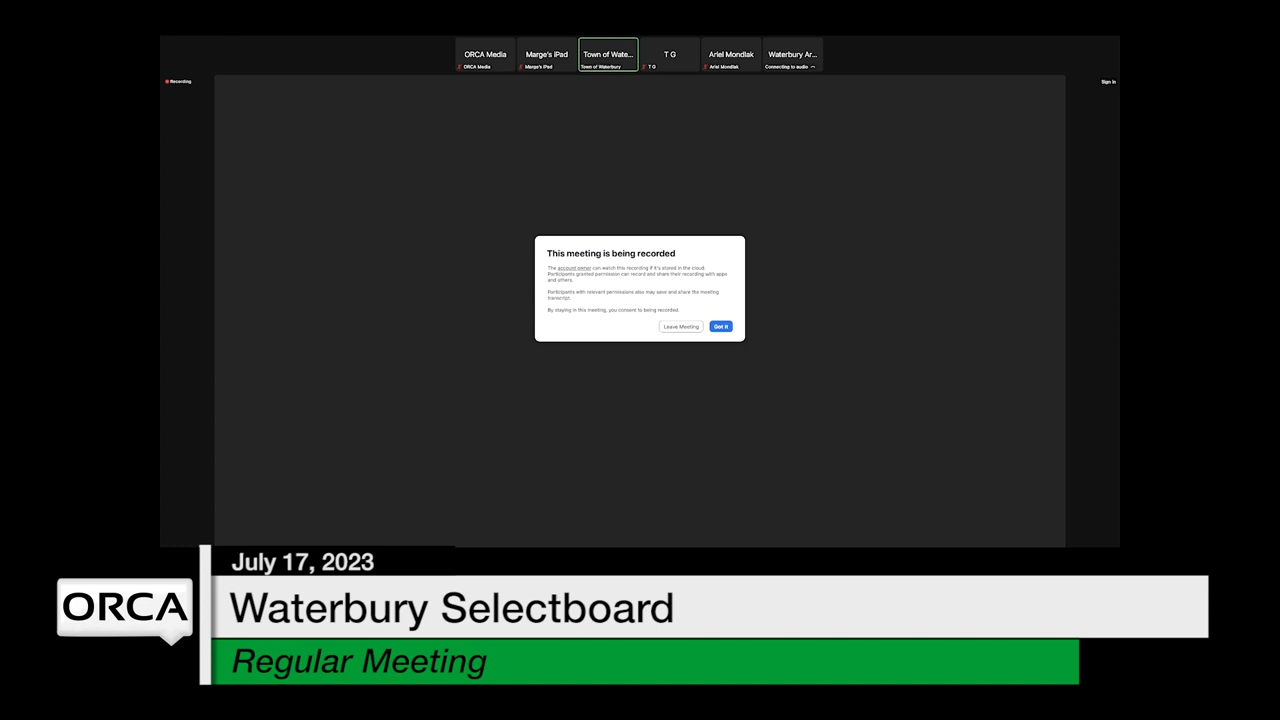 ORCA Media
Marge's iPad
Town of Wate...
T G
Ariel Mondlak
Waterbury Ar...
ORCA Media
Marge's iPad
Town of Waterbury
T G
Ariel Mondlak
Connecting to audio
Recording
Sign in
This meeting is being recorded
The account owner can watch this recording if it's stored in the cloud.
Participants granted permission can record and share their recording with apps
and others.
Participants with relevant permissions also may save and share the meeting
transcript.
By staying in this meeting, you consent to being recorded.
Leave Meeting
Got it
July 17, 2023
ORCA
Waterbury Selectboard
Regular Meeting